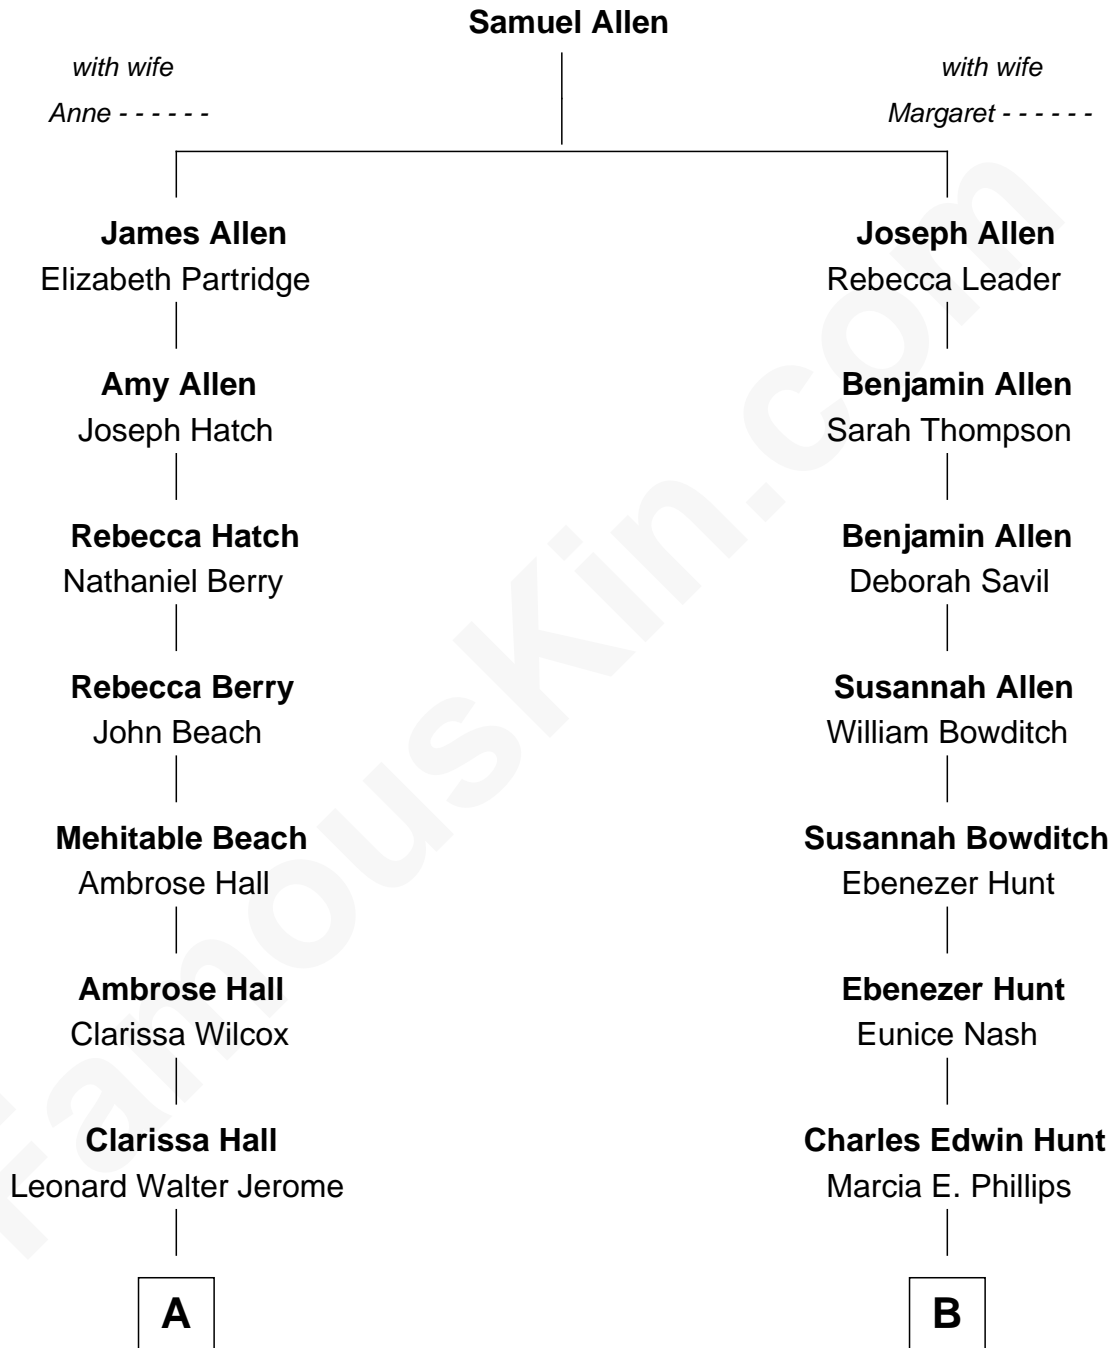 Samuel Allen
with wife
Anne - - - - - -
with wife
Margaret - - - - - -
James Allen
Elizabeth Partridge
Joseph Allen
Rebecca Leader
Amy Allen
Joseph Hatch
Benjamin Allen
Sarah Thompson
Rebecca Hatch
Nathaniel Berry
Benjamin Allen
Deborah Savil
Rebecca Berry
John Beach
Susannah Allen
William Bowditch
Mehitable Beach
Ambrose Hall
Susannah Bowditch
Ebenezer Hunt
Ambrose Hall
Clarissa Wilcox
Ebenezer Hunt
Eunice Nash
Clarissa Hall
Leonard Walter Jerome
Charles Edwin Hunt
Marcia E. Phillips
A
B
FamousKin.com